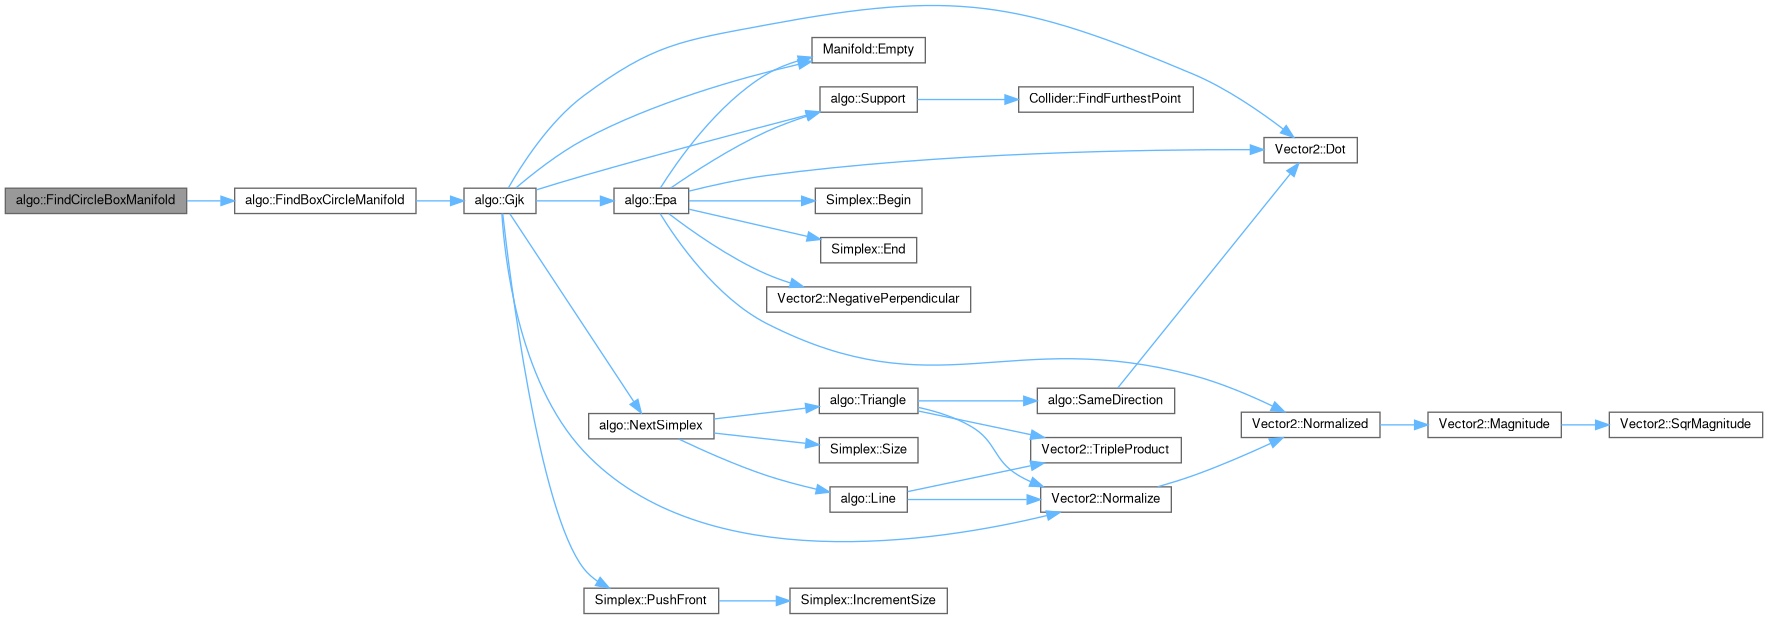 Manifold::Empty
algo::Support
Collider::FindFurthestPoint
Vector2::Dot
algo::FindCircleBoxManifold
algo::FindBoxCircleManifold
algo::Gjk
algo::Epa
Simplex::Begin
Simplex::End
Vector2::NegativePerpendicular
algo::Triangle
algo::SameDirection
algo::NextSimplex
Vector2::Normalized
Vector2::Magnitude
Vector2::SqrMagnitude
Simplex::Size
Vector2::TripleProduct
algo::Line
Vector2::Normalize
Simplex::PushFront
Simplex::IncrementSize